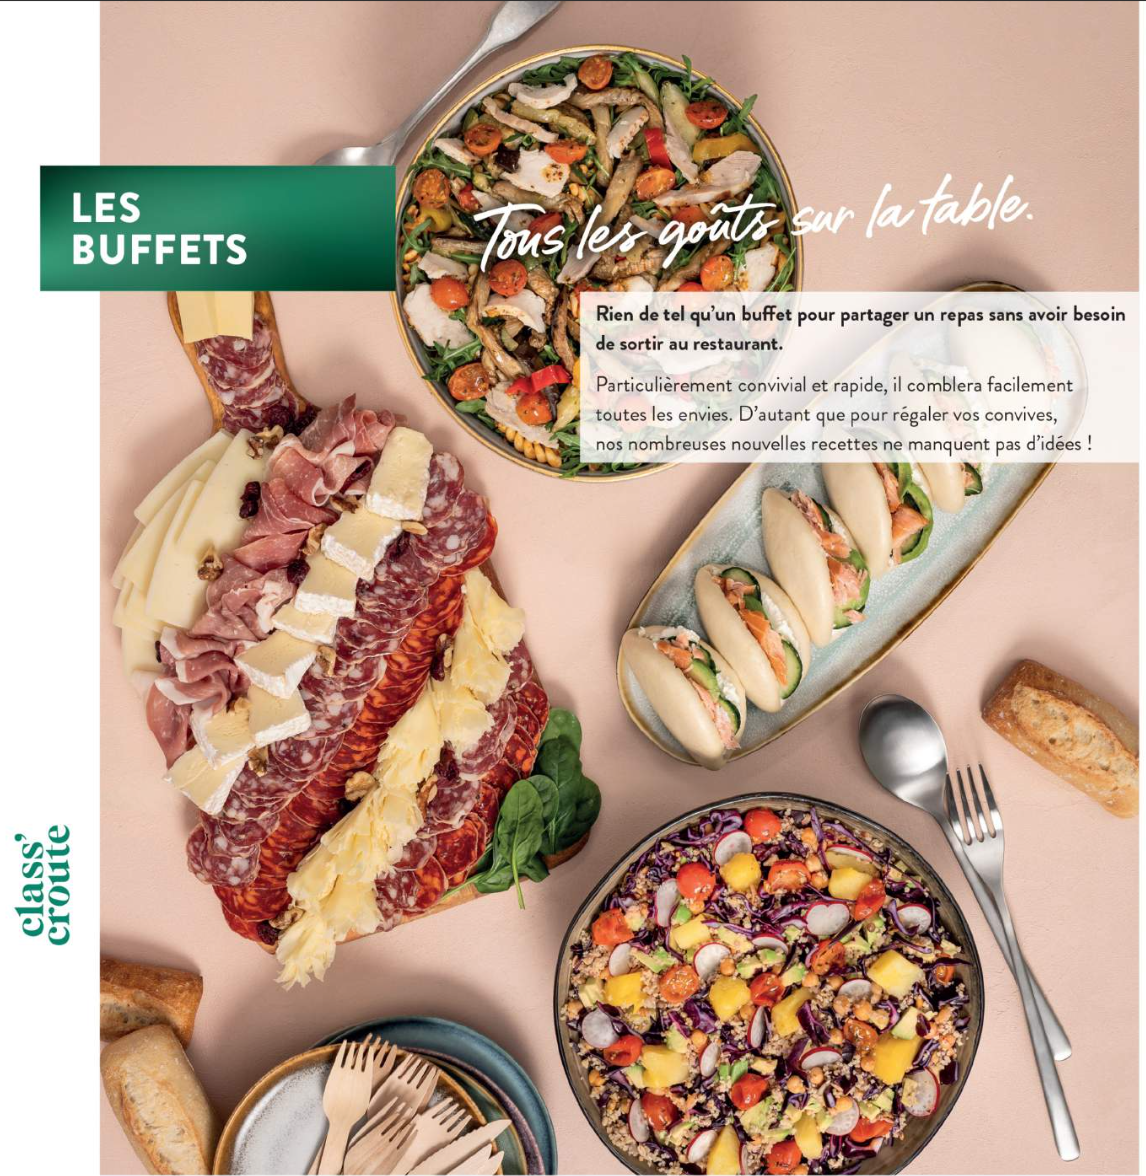 LES
BUFFETS
Tous les goûts sur la table.
Rien de tel qu'un buffet pour partager un repas sans avoir besoin
de sortir au restaurant.
Particulièrement convivial et rapide, il comblera facilement
toutes les envies. D'autant que pour régaler vos convives,
nos nombreuses nouvelles recettes ne manquent pas d'idées !
class'
croute